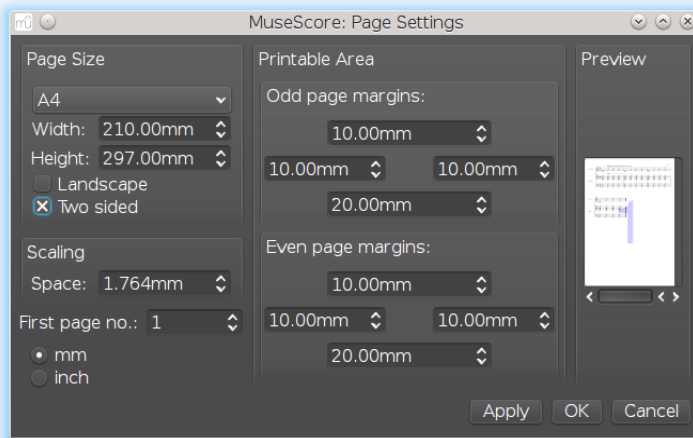 MuseScore: Page Settings
Page Size
A4
Width: 210.00mm
Height: 297.00mm
Landscape
Two sided
Scaling
Space: 1.764mm
First page no.: 1
mm
inch
Printable Area
Odd page margins:
10.00mm
10.00mm 10.00mm
20.00mm
Even page margins:
10.00mm
10.00mm 10.00mm
20.00mm
Preview
Apply OK Cancel